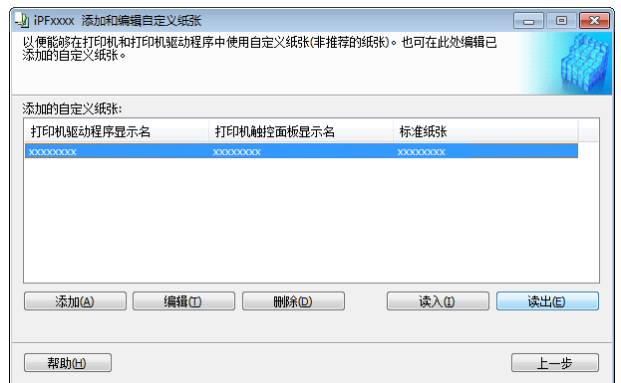 iPFxxxx 添加和编辑自定义纸张
以便能够在打印机和打印机驱动程序中使用自定义纸张(非推荐的纸张)。也可在此处编辑已
添加的自定义纸张。
添加的自定义纸张:
打印机驱动程序显示名 打印机触控面板显示名 标准纸张
xxxxxxxx xxxxxxxx xxxxxxxx
添加(A) 编辑(T) 删除(D) 读入(I) 读出(E)
帮助(H) 上一步